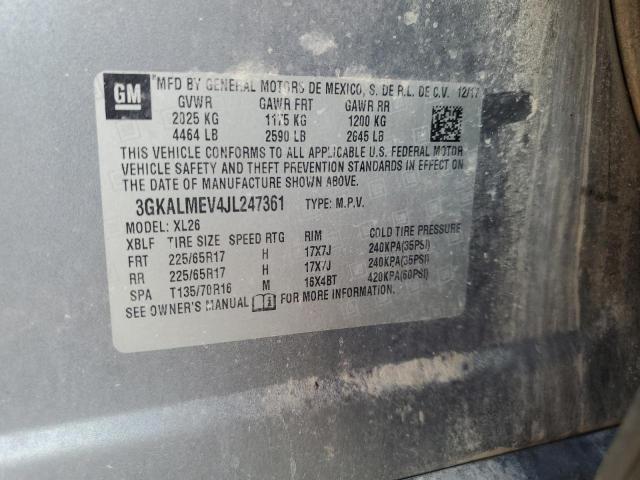 GM
MFD BY GENERAL MOTORS DE MEXICO, S. DE R.L. DE C.V. 12/17
GVWR GAWR FRT GAWR RR
2025 KG 1175 KG 1200 KG
4464 LB 2590 LB 2645 LB
THIS VEHICLE CONFORMS TO ALL APPLICABLE U.S. FEDERAL MOTOR
VEHICLE SAFETY AND THEFT PREVENTION STANDARDS IN EFFECT ON
THE DATE OF MANUFACTURE SHOWN ABOVE.
3GKALMEV4JL247361 TYPE: M.P.V.
MODEL: XL26
XBLF TIRE SIZE SPEED RTG RIM COLD TIRE PRESSURE
FRT 225/65R17 H 17X7J 240KPA(35PSI)
RR 225/65R17 H 17X7J 240KPA(35PSI)
SPA T135/70R16 M 16X4BT 420KPA(60PSI)
SEE OWNER'S MANUAL FOR MORE INFORMATION.